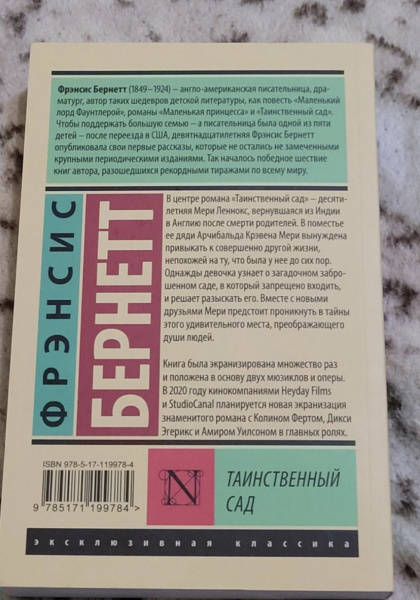 Фрэнсис Бернетт (1849–1924) – англо-американская писательница, дра-
матург, автор таких шедевров детской литературы, как повесть «Маленький
лорд Фаунтлерой», романы «Маленькая принцесса» и «Таинственный сад».
Чтобы поддержать большую семью – а писательница была одной из пяти
детей – после переезда в США, девятнадцатилетняя Фрэнсис Бернетт
опубликовала свои первые рассказы, которые не остались не замеченными
крупными периодическими изданиями. Так началось победное шествие
книг автора, разошедшихся рекордными тиражами по всему миру.
ФРЭНСИС
БЕРНЕТТ
В центре романа «Таинственный сад» – десяти-
летняя Мери Леннокс, вернувшаяся из Индии
в Англию после смерти родителей. В поместье
ее дяди Арчибальда Крэвена Мери вынуждена
привыкать к совершенно другой жизни,
непохожей на ту, что была у нее до сих пор.
Однажды девочка узнает о загадочном забро-
шенном саде, в который запрещено входить,
и решает разыскать его. Вместе с новыми
друзьями Мери предстоит проникнуть в тайны
этого удивительного места, преображающего
души людей.
Книга была экранизирована множество раз
и положена в основу двух мюзиклов и оперы.
В 2020 году кинокомпаниями Heyday Films
и StudioCanal планируется новая экранизация
знаменитого романа с Колином Фертом, Дикси
Эгерикс и Амиром Уилсоном в главных ролях.
ISBN 978-5-17-119978-4
9 785171 199784 >
N
ТАИНСТВЕННЫЙ
САД
эксклюзивная классика